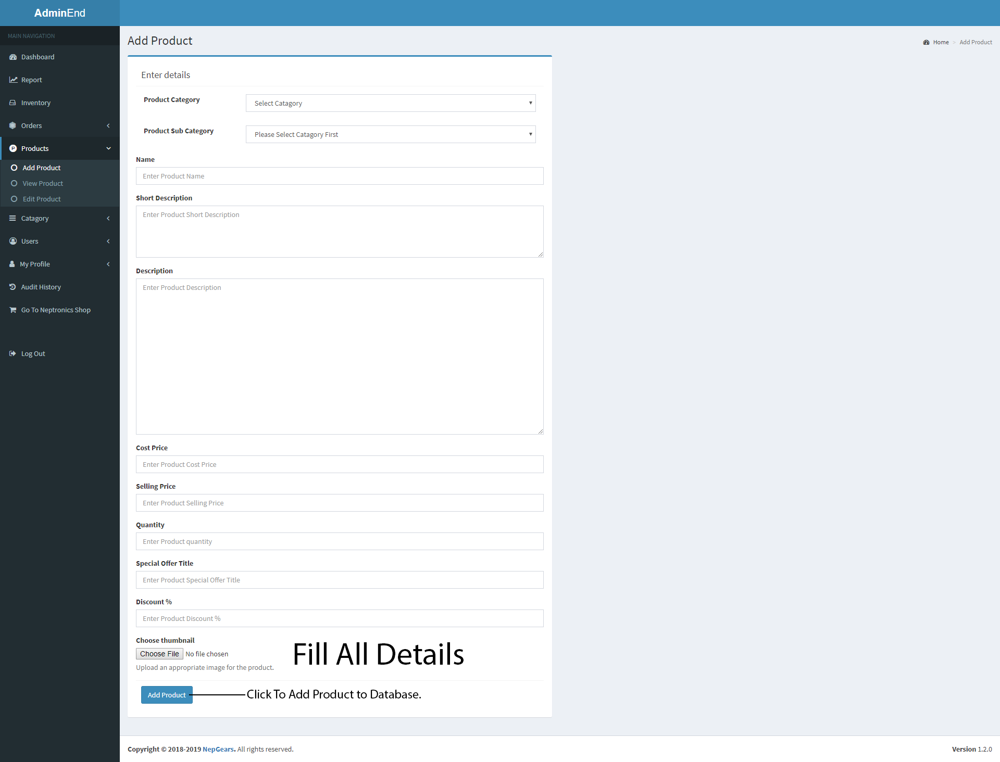 AdminEnd
MAIN NAVIGATION
Dashboard
Report
Inventory
Orders
Products
P
Add Product
View Product
Edit Product
Catagory
Users
My Profile
Audit History
Go To Neptronics Shop
Log Out
Add Product
Home > Add Product
Enter details
Product Category
Select Catagory
Product Sub Category
Please Select Catagory First
Name
Enter Product Name
Short Description
Enter Product Short Description
Description
Enter Product Description
Cost Price
Enter Product Cost Price
Selling Price
Enter Product Selling Price
Quantity
Enter Product quantity
Special Offer Title
Enter Product Special Offer Title
Discount %
Enter Product Discount %
Choose thumbnail
Choose File No file chosen
Upload an appropriate image for the product.
Fill All Details
Add Product
Click To Add Product to Database.
Copyright © 2018-2019 NepGears. All rights reserved.
Version 1.2.0